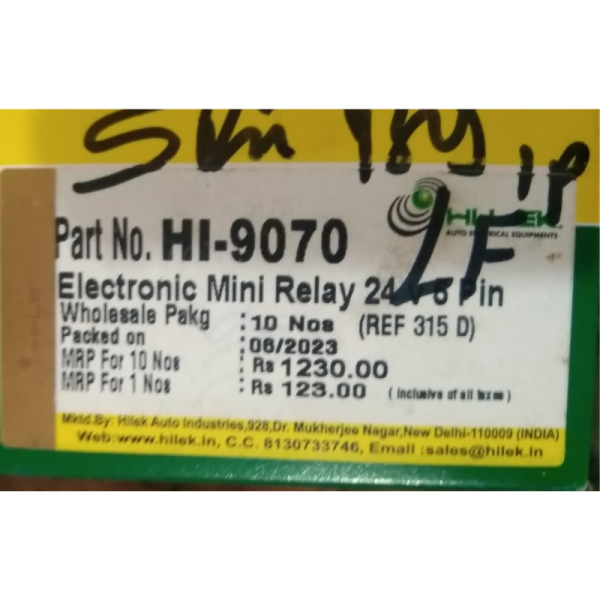 HILEK
AUTO ELECTRICAL EQUIPMENTS
LF
Part No. HI-9070
Electronic Mini Relay 24 V 5 Pin
Wholesale Pakg : 10 Nos (REF 315 D)
Packed on : 06/2023
MRP For 10 Nos : Rs 1230.00
MRP For 1 Nos : Rs 123.00 (Inclusive of all taxes)
Mktd.By: Hilek Auto Industries,928,Dr. Mukherjee Nagar,New Delhi-110009 (INDIA)
Web:www.hilek.in, C.C. 8130733746, Email :sales@hilek.in